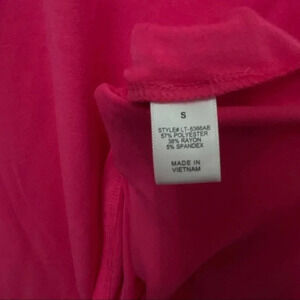 S
STYLE# LT-5366AB
57% POLYESTER
38% RAYON
5% SPANDEX
MADE IN
VIETNAM